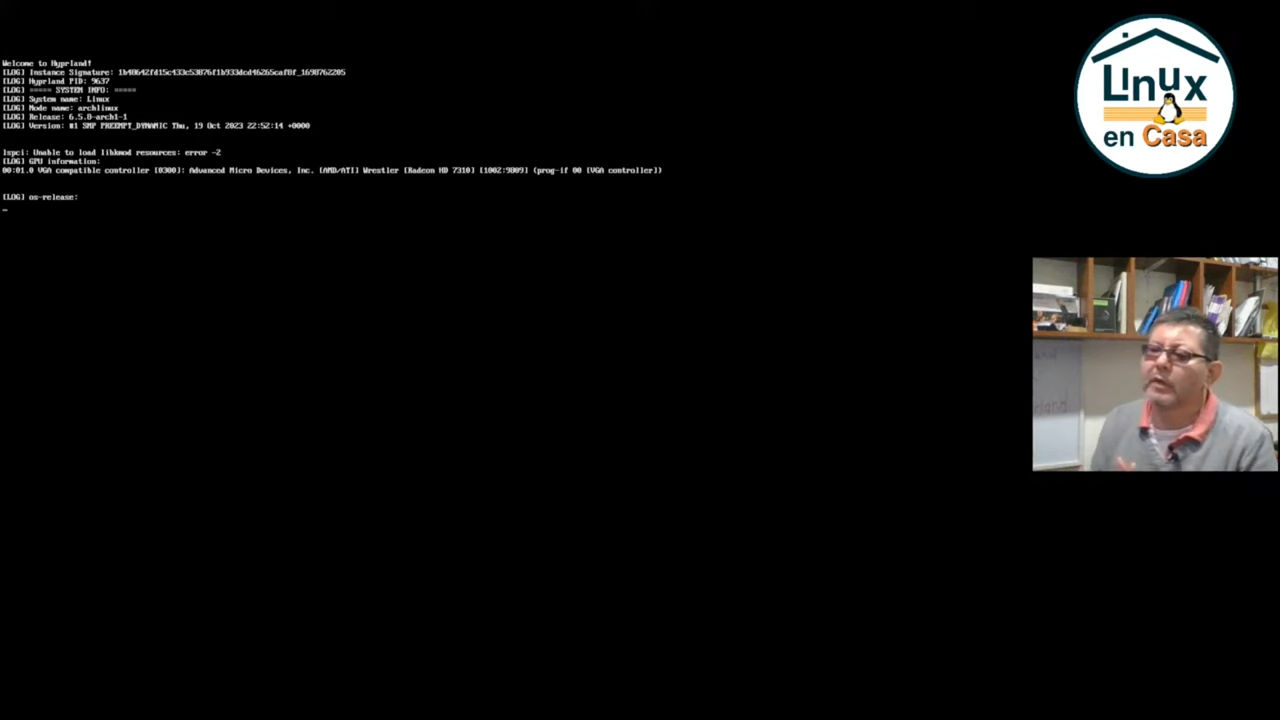 Welcome to Hyprland!
[LOG] Instance Signature: 1b48642fd15c433c53876f1b933dcd46265caf0f_1698762205
[LOG] Hyprland PID: 9637
[LOG] ===== SYSTEM INFO: =====
[LOG] System name: Linux
[LOG] Node name: archlinux
[LOG] Release: 6.5.8-arch1-1
[LOG] Version: #1 SMP PREEMPT_DYNAMIC Thu, 19 Oct 2023 22:52:14 +0000
lspci: Unable to load libkmod resources: error -2
[LOG] GPU information:
00:01.0 VGA compatible controller [0300]: Advanced Micro Devices, Inc. [AMD/ATI] Wrestler [Radeon HD 7310] [1002:9809] (prog-if 00 [VGA controller])
[LOG] os-release:
Linux
en Casa